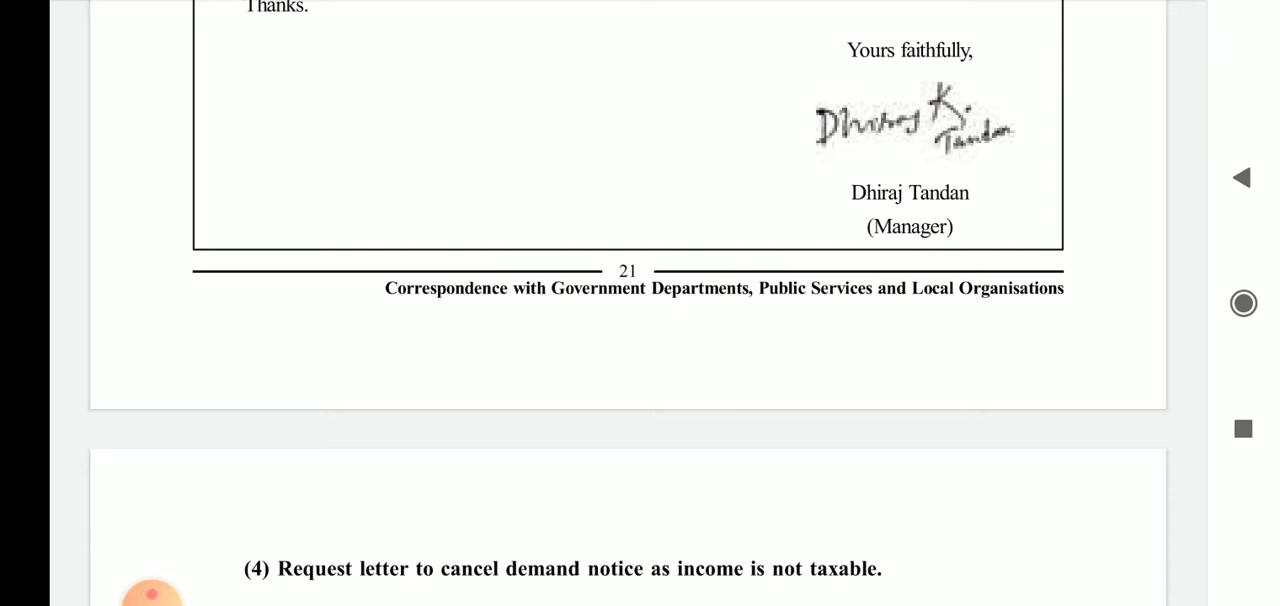 Thanks.
Yours faithfully,
Dhiraj K.
Tandan
Dhiraj Tandan
(Manager)
21
Correspondence with Government Departments, Public Services and Local Organisations
(4) Request letter to cancel demand notice as income is not taxable.